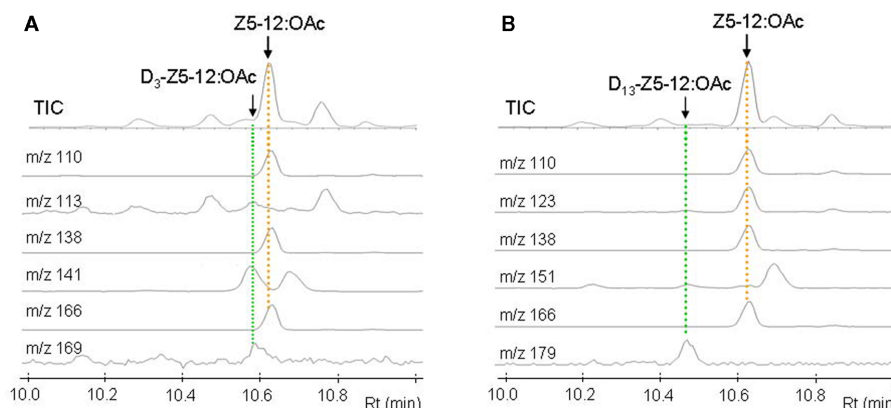 A
Z5-12:OAc
D3-Z5-12:OAc
TIC
m/z 110
m/z 113
m/z 138
m/z 141
m/z 166
m/z 169
10.0 10.2 10.4 10.6 10.8
Rt (min)
B
Z5-12:OAc
D13-Z5-12:OAc
TIC
m/z 110
m/z 123
m/z 138
m/z 151
m/z 166
m/z 179
10.0 10.2 10.4 10.6 10.8
Rt (min)